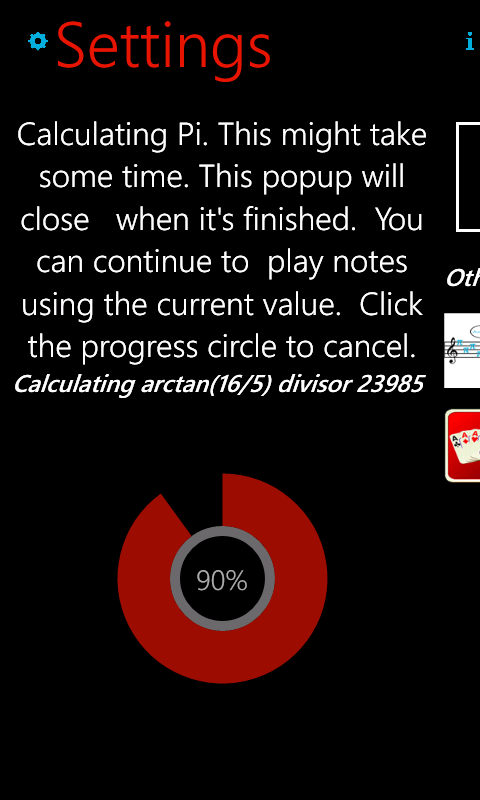 Settings
Calculating Pi. This might take
some time. This popup will
close   when it's finished.  You
can continue to  play notes
using the current value.  Click
the progress circle to cancel.
Calculating arctan(16/5) divisor 23985
Oth
90%